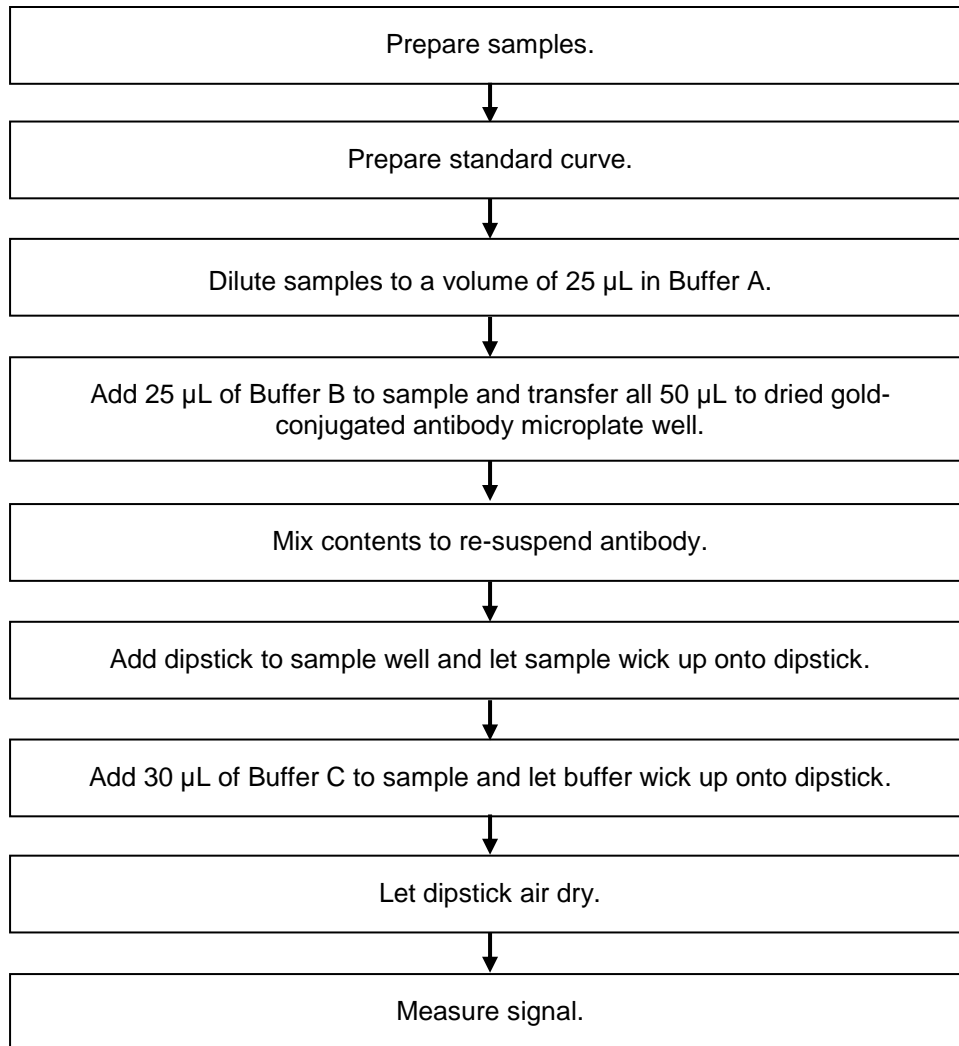 Prepare samples.
Prepare standard curve.
Dilute samples to a volume of 25 µL in Buffer A.
Add 25 µL of Buffer B to sample and transfer all 50 µL to dried gold-
conjugated antibody microplate well.
Mix contents to re-suspend antibody.
Add dipstick to sample well and let sample wick up onto dipstick.
Add 30 µL of Buffer C to sample and let buffer wick up onto dipstick.
Let dipstick air dry.
Measure signal.